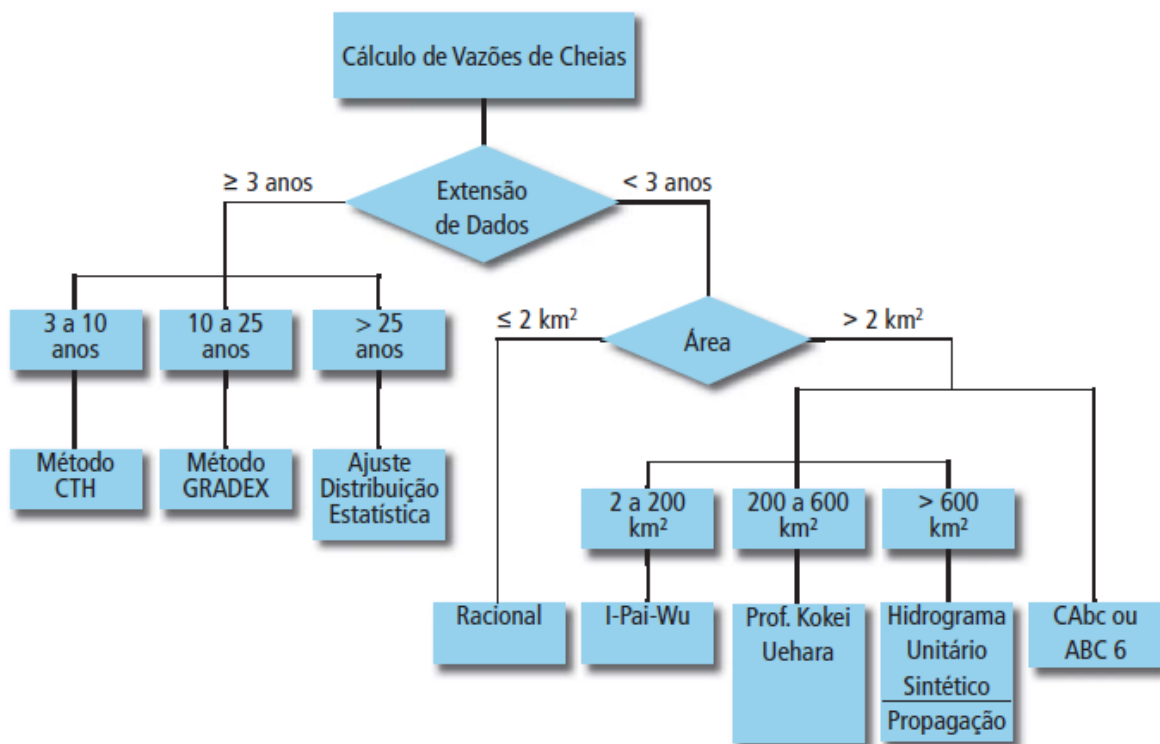 Cálculo de Vazões de Cheias
≥ 3 anos
Extensão
de Dados
< 3 anos
3 a 10
anos
10 a 25
anos
> 25
anos
≤ 2 km²
Área
> 2 km²
Método
CTH
Método
GRADEX
Ajuste
Distribuição
Estatística
2 a 200
km²
200 a 600
km²
> 600
km²
Racional
I-Pai-Wu
Prof. Kokei
Uehara
Hidrograma
Unitário
Sintético
Propagação
CAbc ou
ABC 6